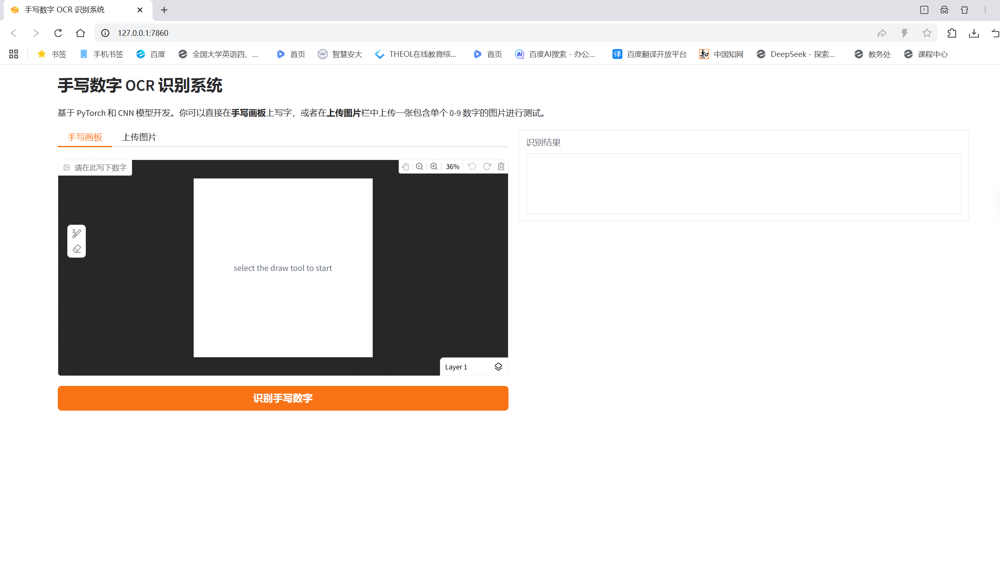 手写数字 OCR 识别系统
1
127.0.0.1:7860
书签 手机书签 百度 全国大学英语四、... 首页 智慧安大 THEOL在线教育综... 首页 百度AI搜索 - 办公... 译 百度翻译开放平台 知 中国知网 DeepSeek - 探索... 教务处 课程中心
手写数字 OCR 识别系统
基于 PyTorch 和 CNN 模型开发。你可以直接在手写画板上写字，或者在上传图片栏中上传一张包含单个 0-9 数字的图片进行测试。
手写画板 上传图片
识别结果
请在此写下数字
36%
select the draw tool to start
Layer 1
识别手写数字